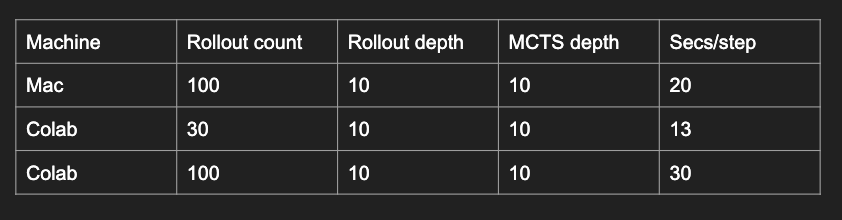 Machine Rollout count Rollout depth MCTS depth Secs/step
Mac 100 10 10 20
Colab 30 10 10 13
Colab 100 10 10 30